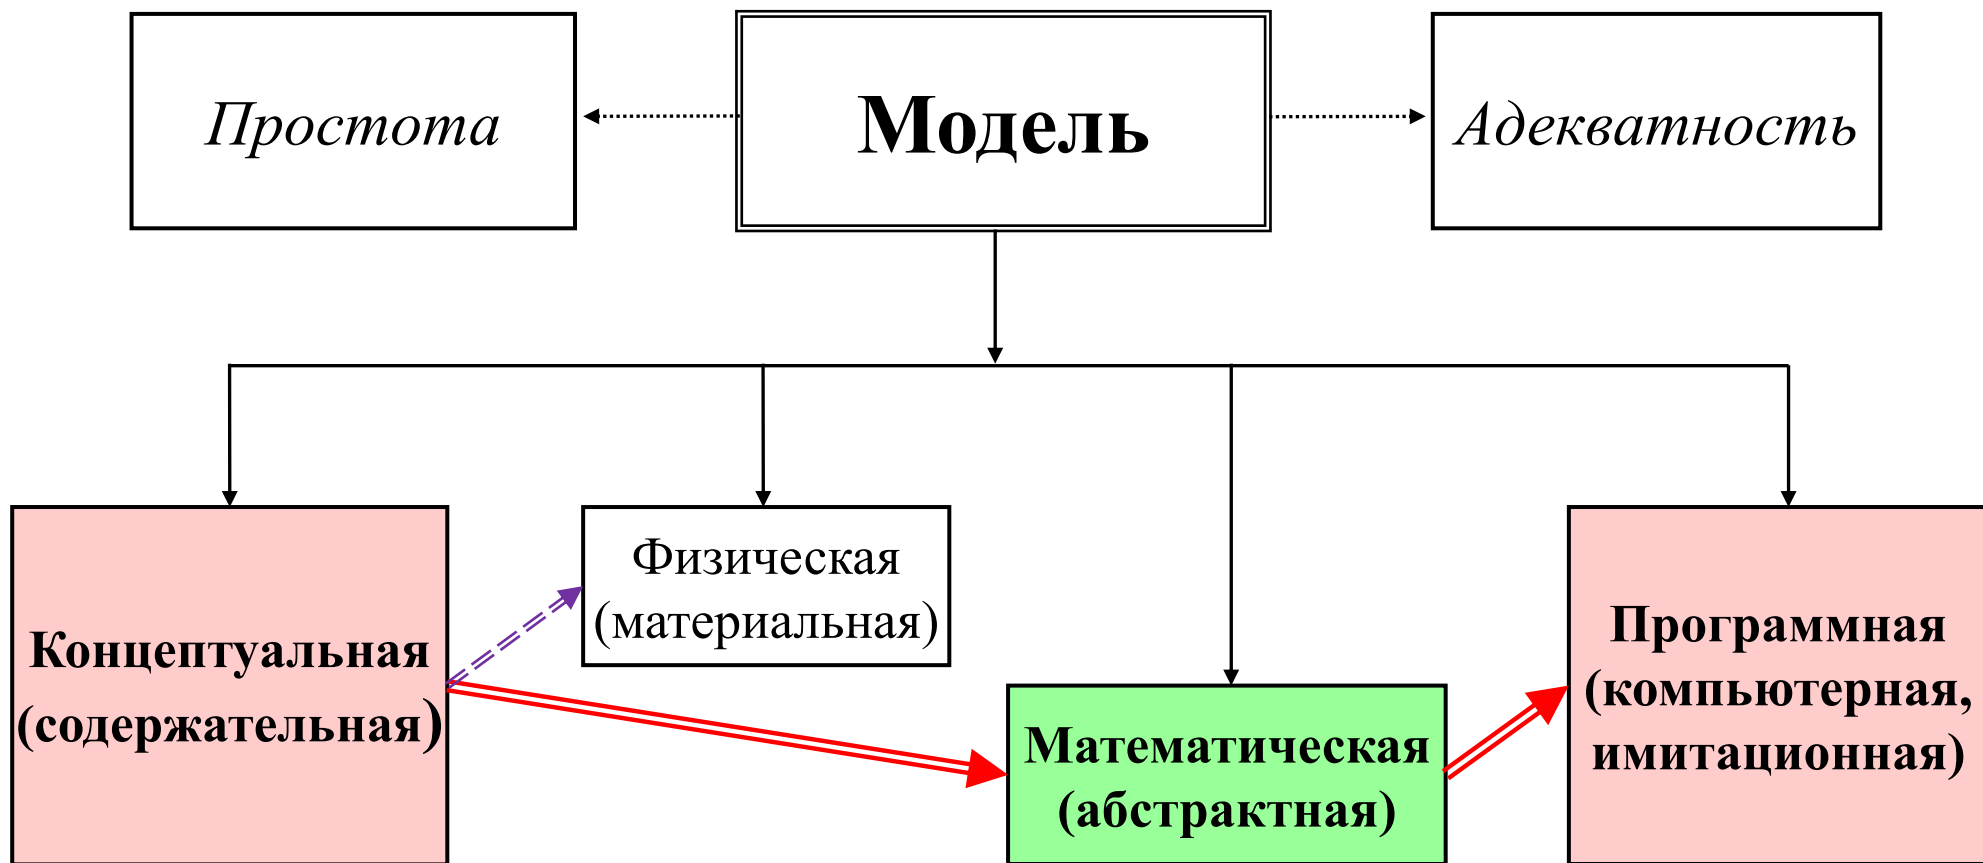 Простота
Модель
Адекватность
Концептуальная
(содержательная)
Физическая
(материальная)
Математическая
(абстрактная)
Программная
(компьютерная,
имитационная)